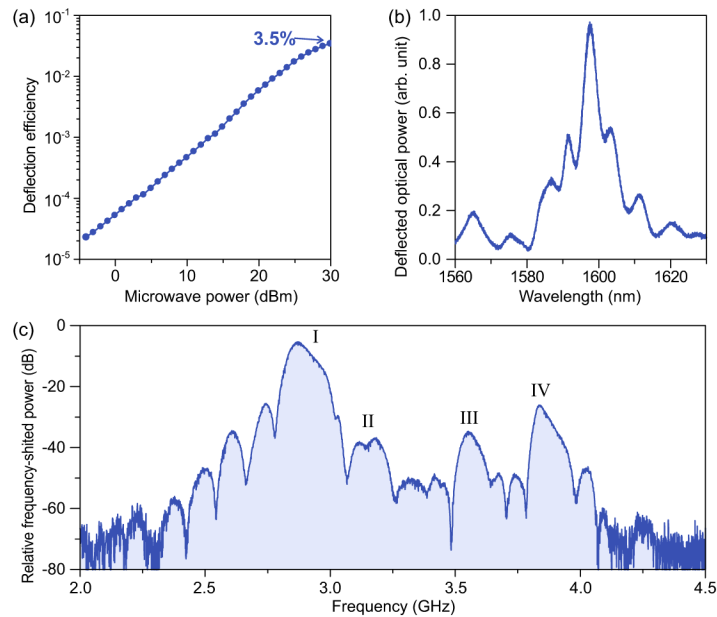 (a)
10⁻¹
10⁻²
10⁻³
10⁻⁴
10⁻⁵
Deflection efficiency
3.5%
0 10 20 30
Microwave power (dBm)
(b)
1.0
0.8
0.6
0.4
0.2
0.0
Deflected optical power (arb. unit)
1560 1580 1600 1620
Wavelength (nm)
(c)
0
-20
-40
-60
-80
Relative frequency-shited power (dB)
I
II
III
IV
2.0 2.5 3.0 3.5 4.0 4.5
Frequency (GHz)